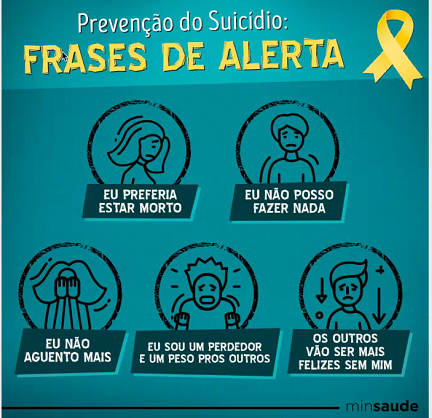 Prevenção do Suicídio:
FRASES DE ALERTA
EU PREFERIA
ESTAR MORTO
EU NÃO POSSO
FAZER NADA
EU NÃO
AGUENTO MAIS
EU SOU UM PERDEDOR
E UM PESO PROS OUTROS
OS OUTROS
VÃO SER MAIS
FELIZES SEM MIM
minsaude